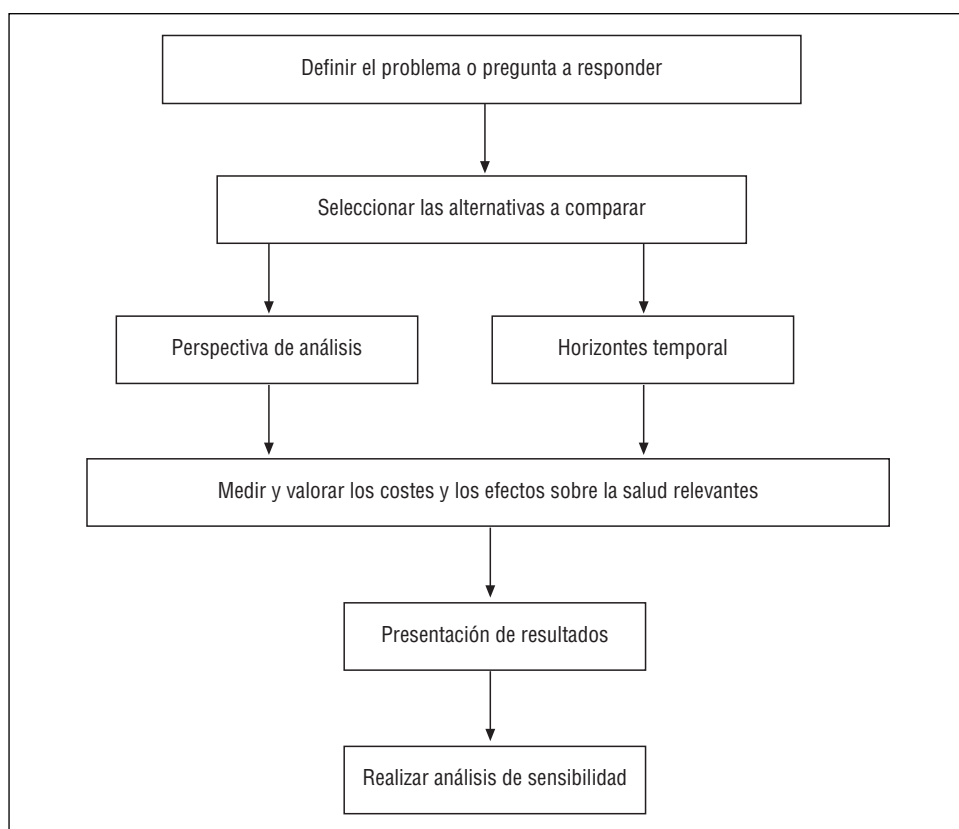 Definir el problema o pregunta a responder
Seleccionar las alternativas a comparar
Perspectiva de análisis
Horizontes temporal
Medir y valorar los costes y los efectos sobre la salud relevantes
Presentación de resultados
Realizar análisis de sensibilidad